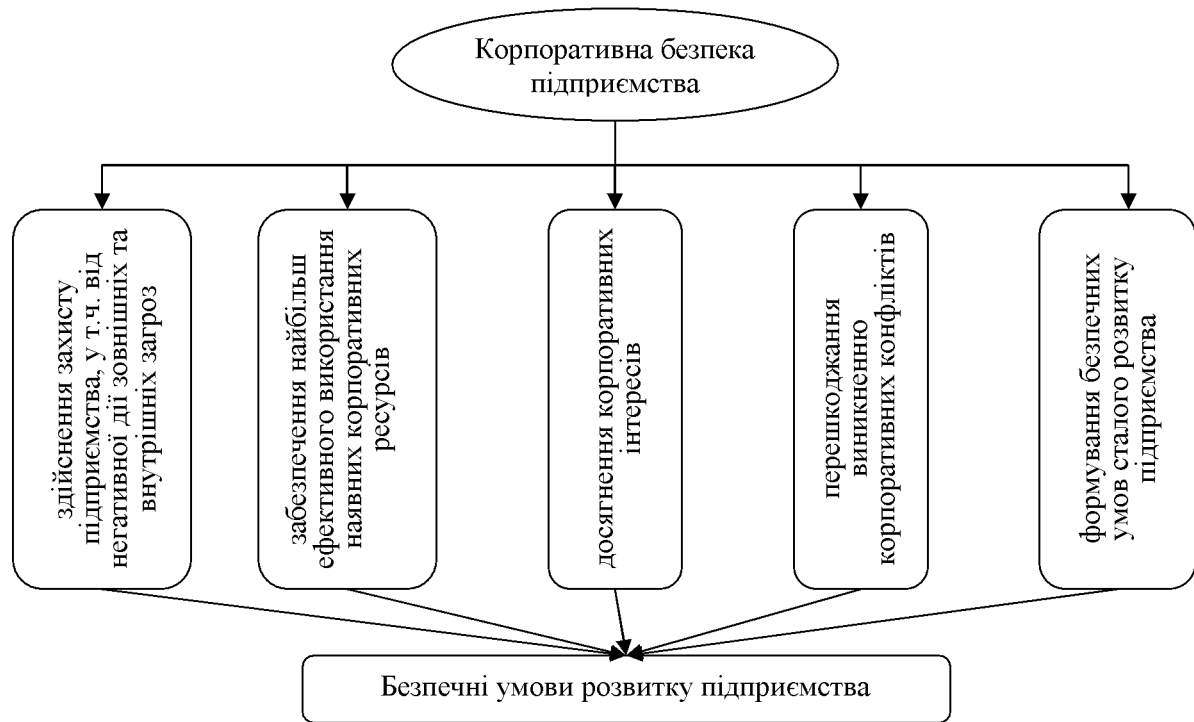 Корпоративна безпека
підприємства
здійснення захисту
підприємства, у т.ч. від
негативної дії зовнішніх та
внутрішніх загроз
забезпечення найбільш
ефективного використання
наявних корпоративних
ресурсів
досягнення корпоративних
інтересів
перешкоджання
виникненню
корпоративних конфліктів
формування безпечних
умов сталого розвитку
підприємства
Безпечні умови розвитку підприємства